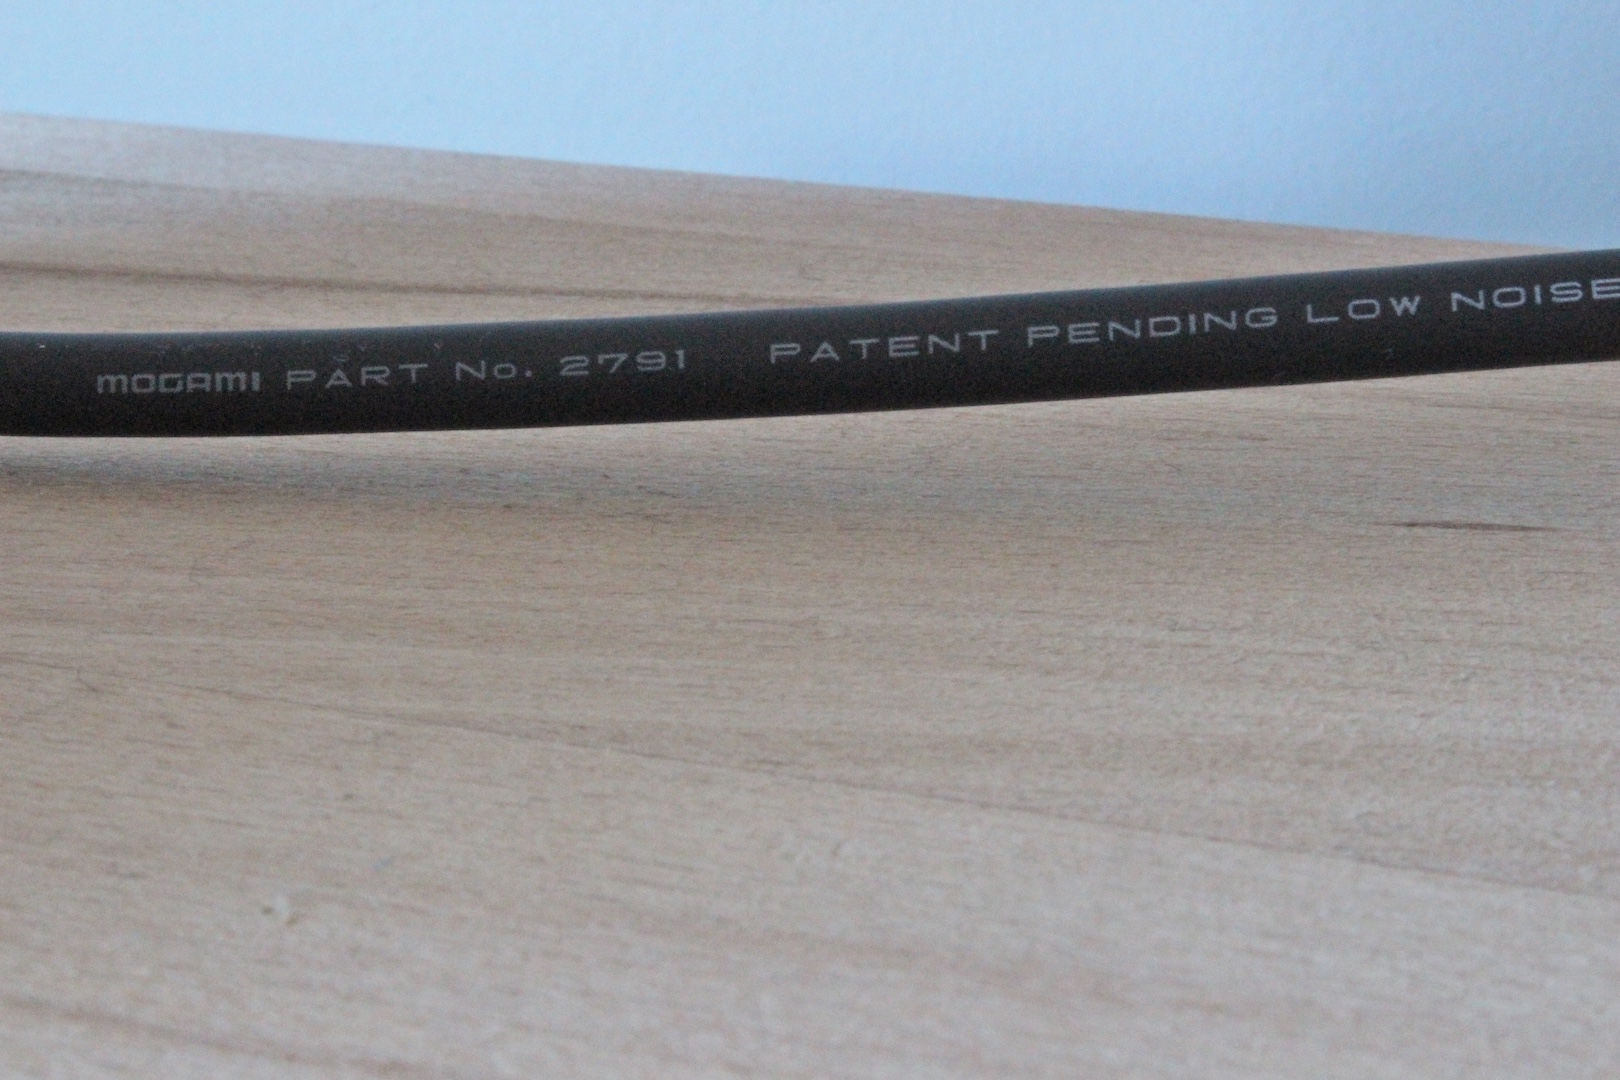 MOGAMI PART No. 2791 PATENT PENDING LOW NOISE